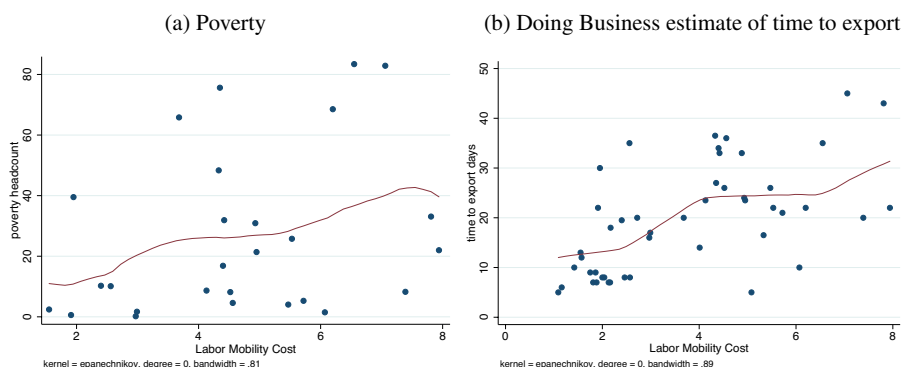 (a) Poverty
80
60
40
20
0
poverty headcount
2 4 6 8
Labor Mobility Cost
kernel = epanechnikov, degree = 0, bandwidth = .81
(b) Doing Business estimate of time to export
50
40
30
20
10
0
time to export days
0 2 4 6 8
Labor Mobility Cost
kernel = epanechnikov, degree = 0, bandwidth = .89